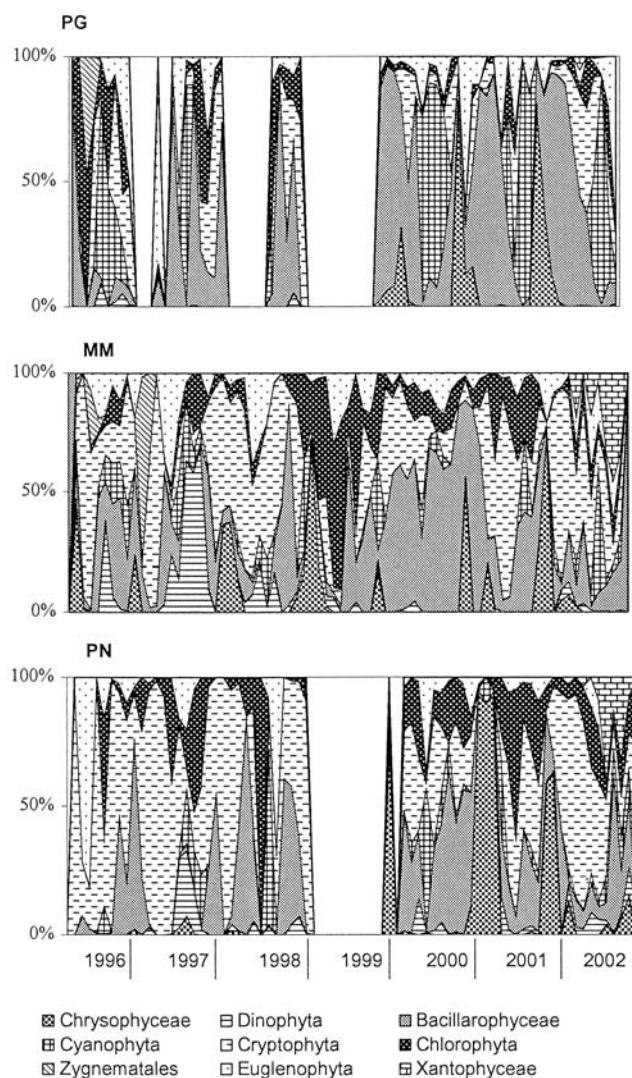 PG
100%
50%
0%
MM
100%
50%
0%
PN
100%
50%
0%
1996 1997 1998 1999 2000 2001 2002
Chrysophyceae Dinophyta Bacillarophyceae
Cyanophyta Cryptophyta Chlorophyta
Zygnematales Euglenophyta Xantophyceae